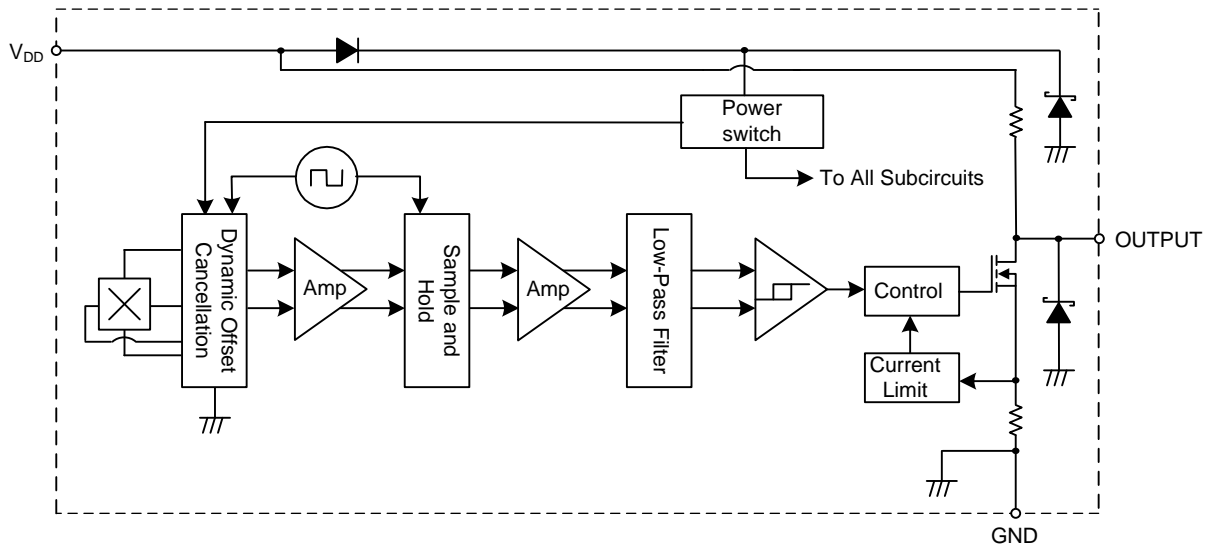 VDD
Power
switch
To All Subcircuits
Dynamic Offset
Cancellation
Amp
Sample and
Hold
Amp
Low-Pass Filter
Control
Current
Limit
OUTPUT
GND